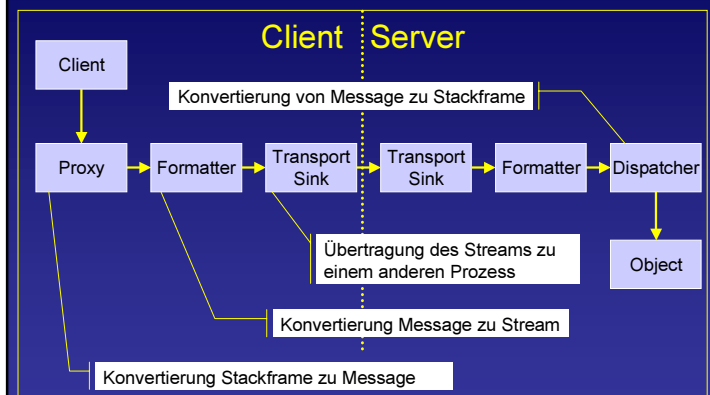 Client Server
Client
Konvertierung von Message zu Stackframe
Proxy
Formatter
Transport
Sink
Transport
Sink
Formatter
Dispatcher
Übertragung des Streams zu
einem anderen Prozess
Object
Konvertierung Message zu Stream
Konvertierung Stackframe zu Message